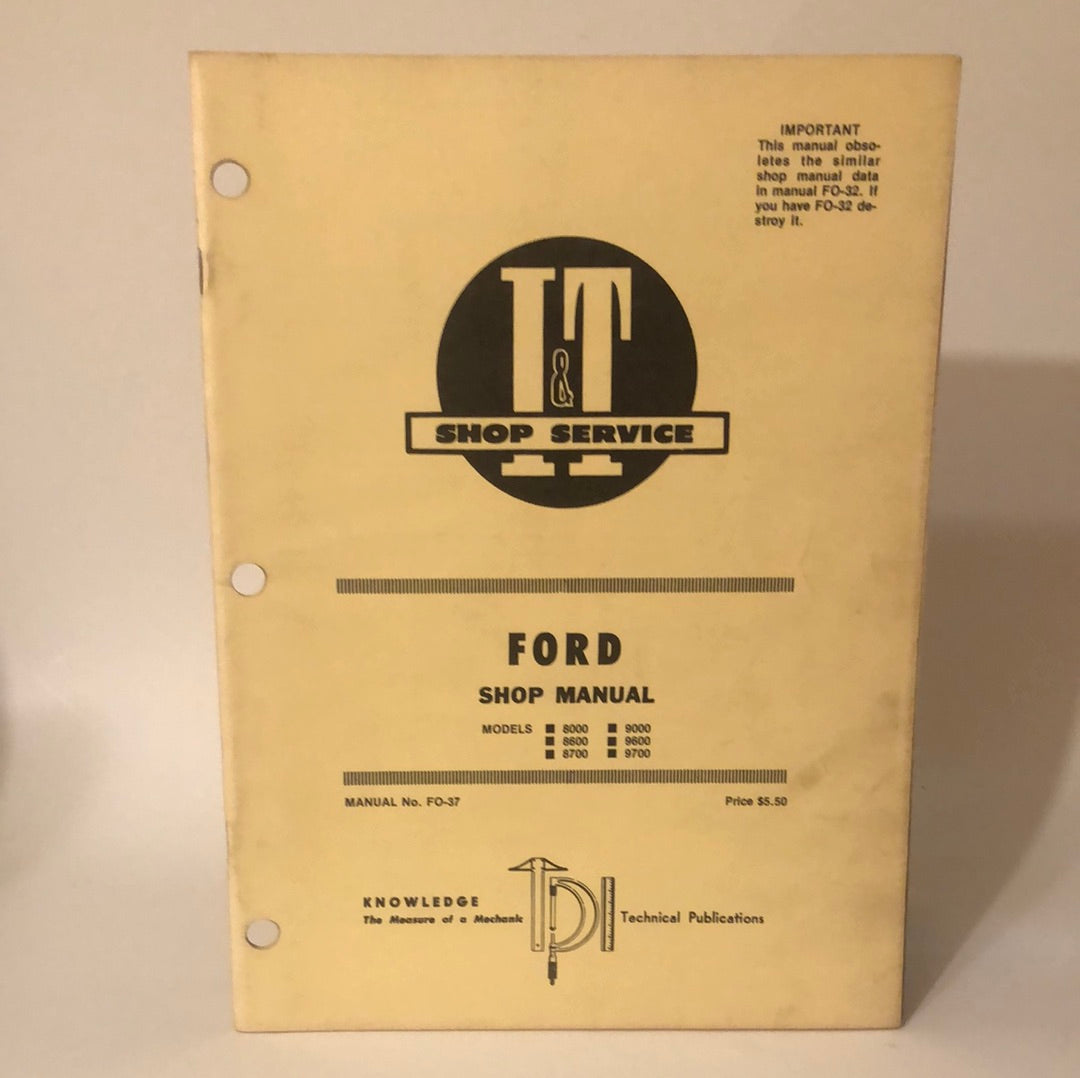 IMPORTANT
This manual obso-
letes the similar
shop manual data
in manual FO-32. If
you have FO-32 de-
stroy it.
I&T
SHOP SERVICE
FORD
SHOP MANUAL
MODELS ■ 8000 ■ 9000
■ 8600 ■ 9600
■ 8700 ■ 9700
MANUAL No. FO-37 Price $5.50
KNOWLEDGE
The Measure of a Mechanic
TPI
Technical Publications